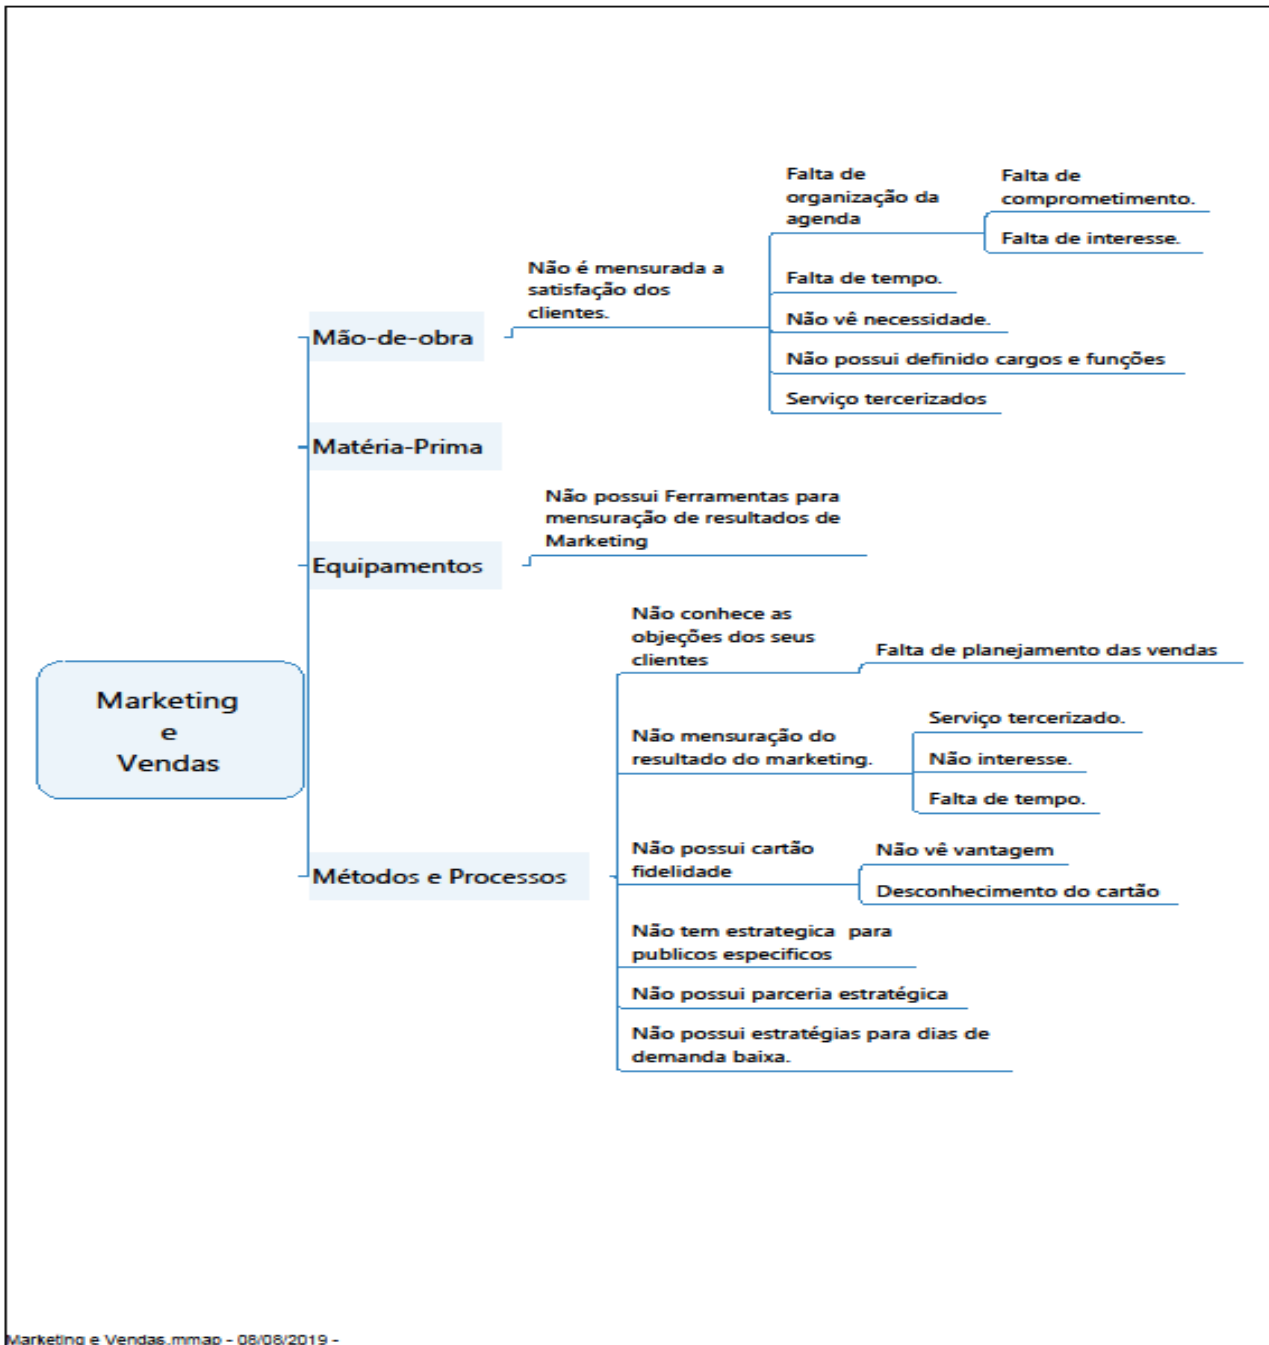 Falta de
organização da
agenda
Falta de
comprometimento.
Falta de interesse.
Não é mensurada a
satisfação dos
clientes.
Falta de tempo.
Não vê necessidade.
Não possui definido cargos e funções
Serviço tercerizados
Mão-de-obra
Matéria-Prima
Não possui Ferramentas para
mensuração de resultados de
Marketing
Equipamentos
Não conhece as
objeções dos seus
clientes
Falta de planejamento das vendas
Marketing
e
Vendas
Não mensuração do
resultado do marketing.
Serviço tercerizado.
Não interesse.
Falta de tempo.
Métodos e Processos
Não possui cartão
fidelidade
Não vê vantagem
Desconhecimento do cartão
Não tem estrategica  para
publicos especificos
Não possui parceria estratégica
Não possui estratégias para dias de
demanda baixa.
Marketing e Vendas.mmap - 08/08/2019 -